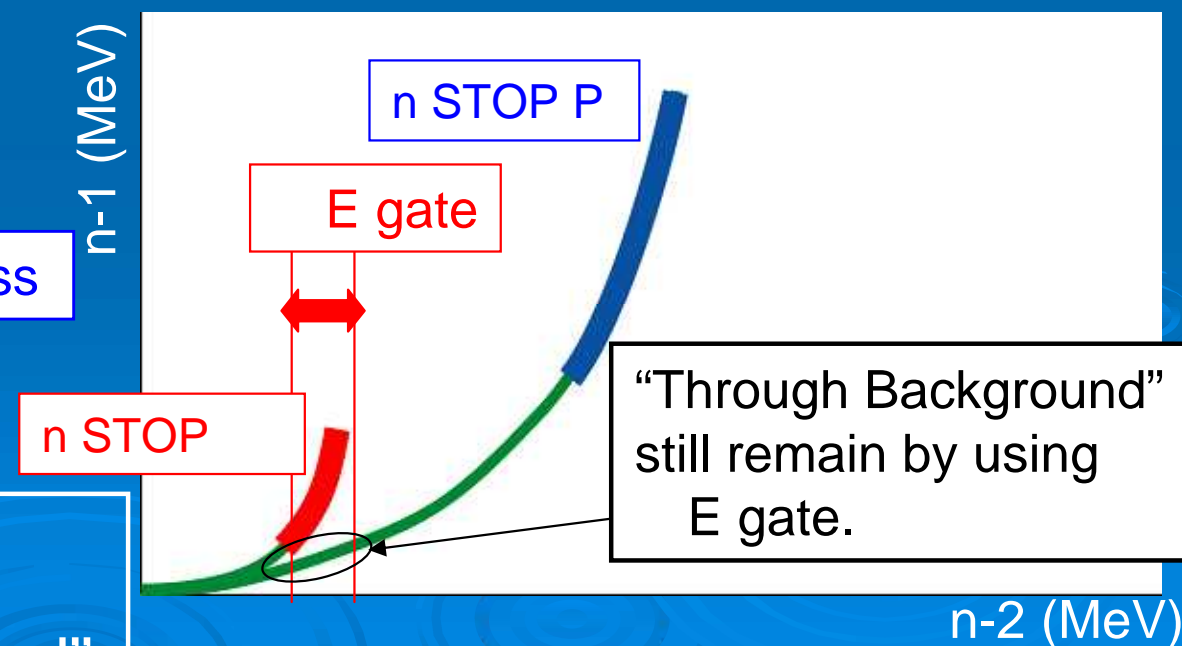 n-1 (MeV)
n STOP P
E gate
ss
n STOP
“Through Background”
still remain by using
E gate.
n-2 (MeV)